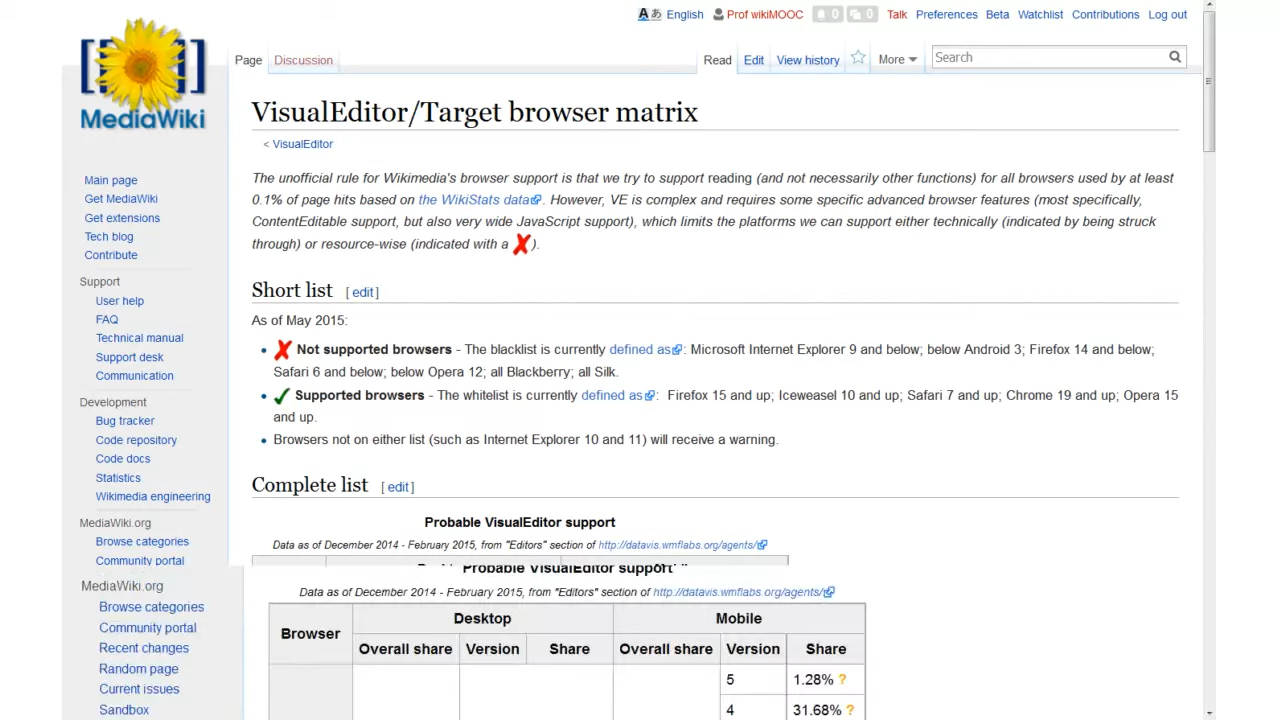 English Prof wikiMOOC 0 0 Talk Preferences Beta Watchlist Contributions Log out
Page Discussion Read Edit View history More Search
MediaWiki
VisualEditor/Target browser matrix
< VisualEditor
The unofficial rule for Wikimedia's browser support is that we try to support reading (and not necessarily other functions) for all browsers used by at least
0.1% of page hits based on the WikiStats data. However, VE is complex and requires some specific advanced browser features (most specifically,
ContentEditable support, but also very wide JavaScript support), which limits the platforms we can support either technically (indicated by being struck
through) or resource-wise (indicated with a ✘).
Short list [ edit ]
As of May 2015:
• ✘ Not supported browsers - The blacklist is currently defined as: Microsoft Internet Explorer 9 and below; below Android 3; Firefox 14 and below;
Safari 6 and below; below Opera 12; all Blackberry; all Silk.
• ✓ Supported browsers - The whitelist is currently defined as: Firefox 15 and up; Iceweasel 10 and up; Safari 7 and up; Chrome 19 and up; Opera 15
and up.
• Browsers not on either list (such as Internet Explorer 10 and 11) will receive a warning.
Complete list [ edit ]
Probable VisualEditor support
Data as of December 2014 - February 2015, from "Editors" section of http://datavis.wmflabs.org/agents/
Probable VisualEditor support
Data as of December 2014 - February 2015, from "Editors" section of http://datavis.wmflabs.org/agents/
Browser Desktop Mobile
Overall share Version Share Overall share Version Share
5 1.28% ?
4 31.68% ?
Main page
Get MediaWiki
Get extensions
Tech blog
Contribute
Support
User help
FAQ
Technical manual
Support desk
Communication
Development
Bug tracker
Code repository
Code docs
Statistics
Wikimedia engineering
MediaWiki.org
Browse categories
Community portal
MediaWiki.org
Browse categories
Community portal
Recent changes
Random page
Current issues
Sandbox